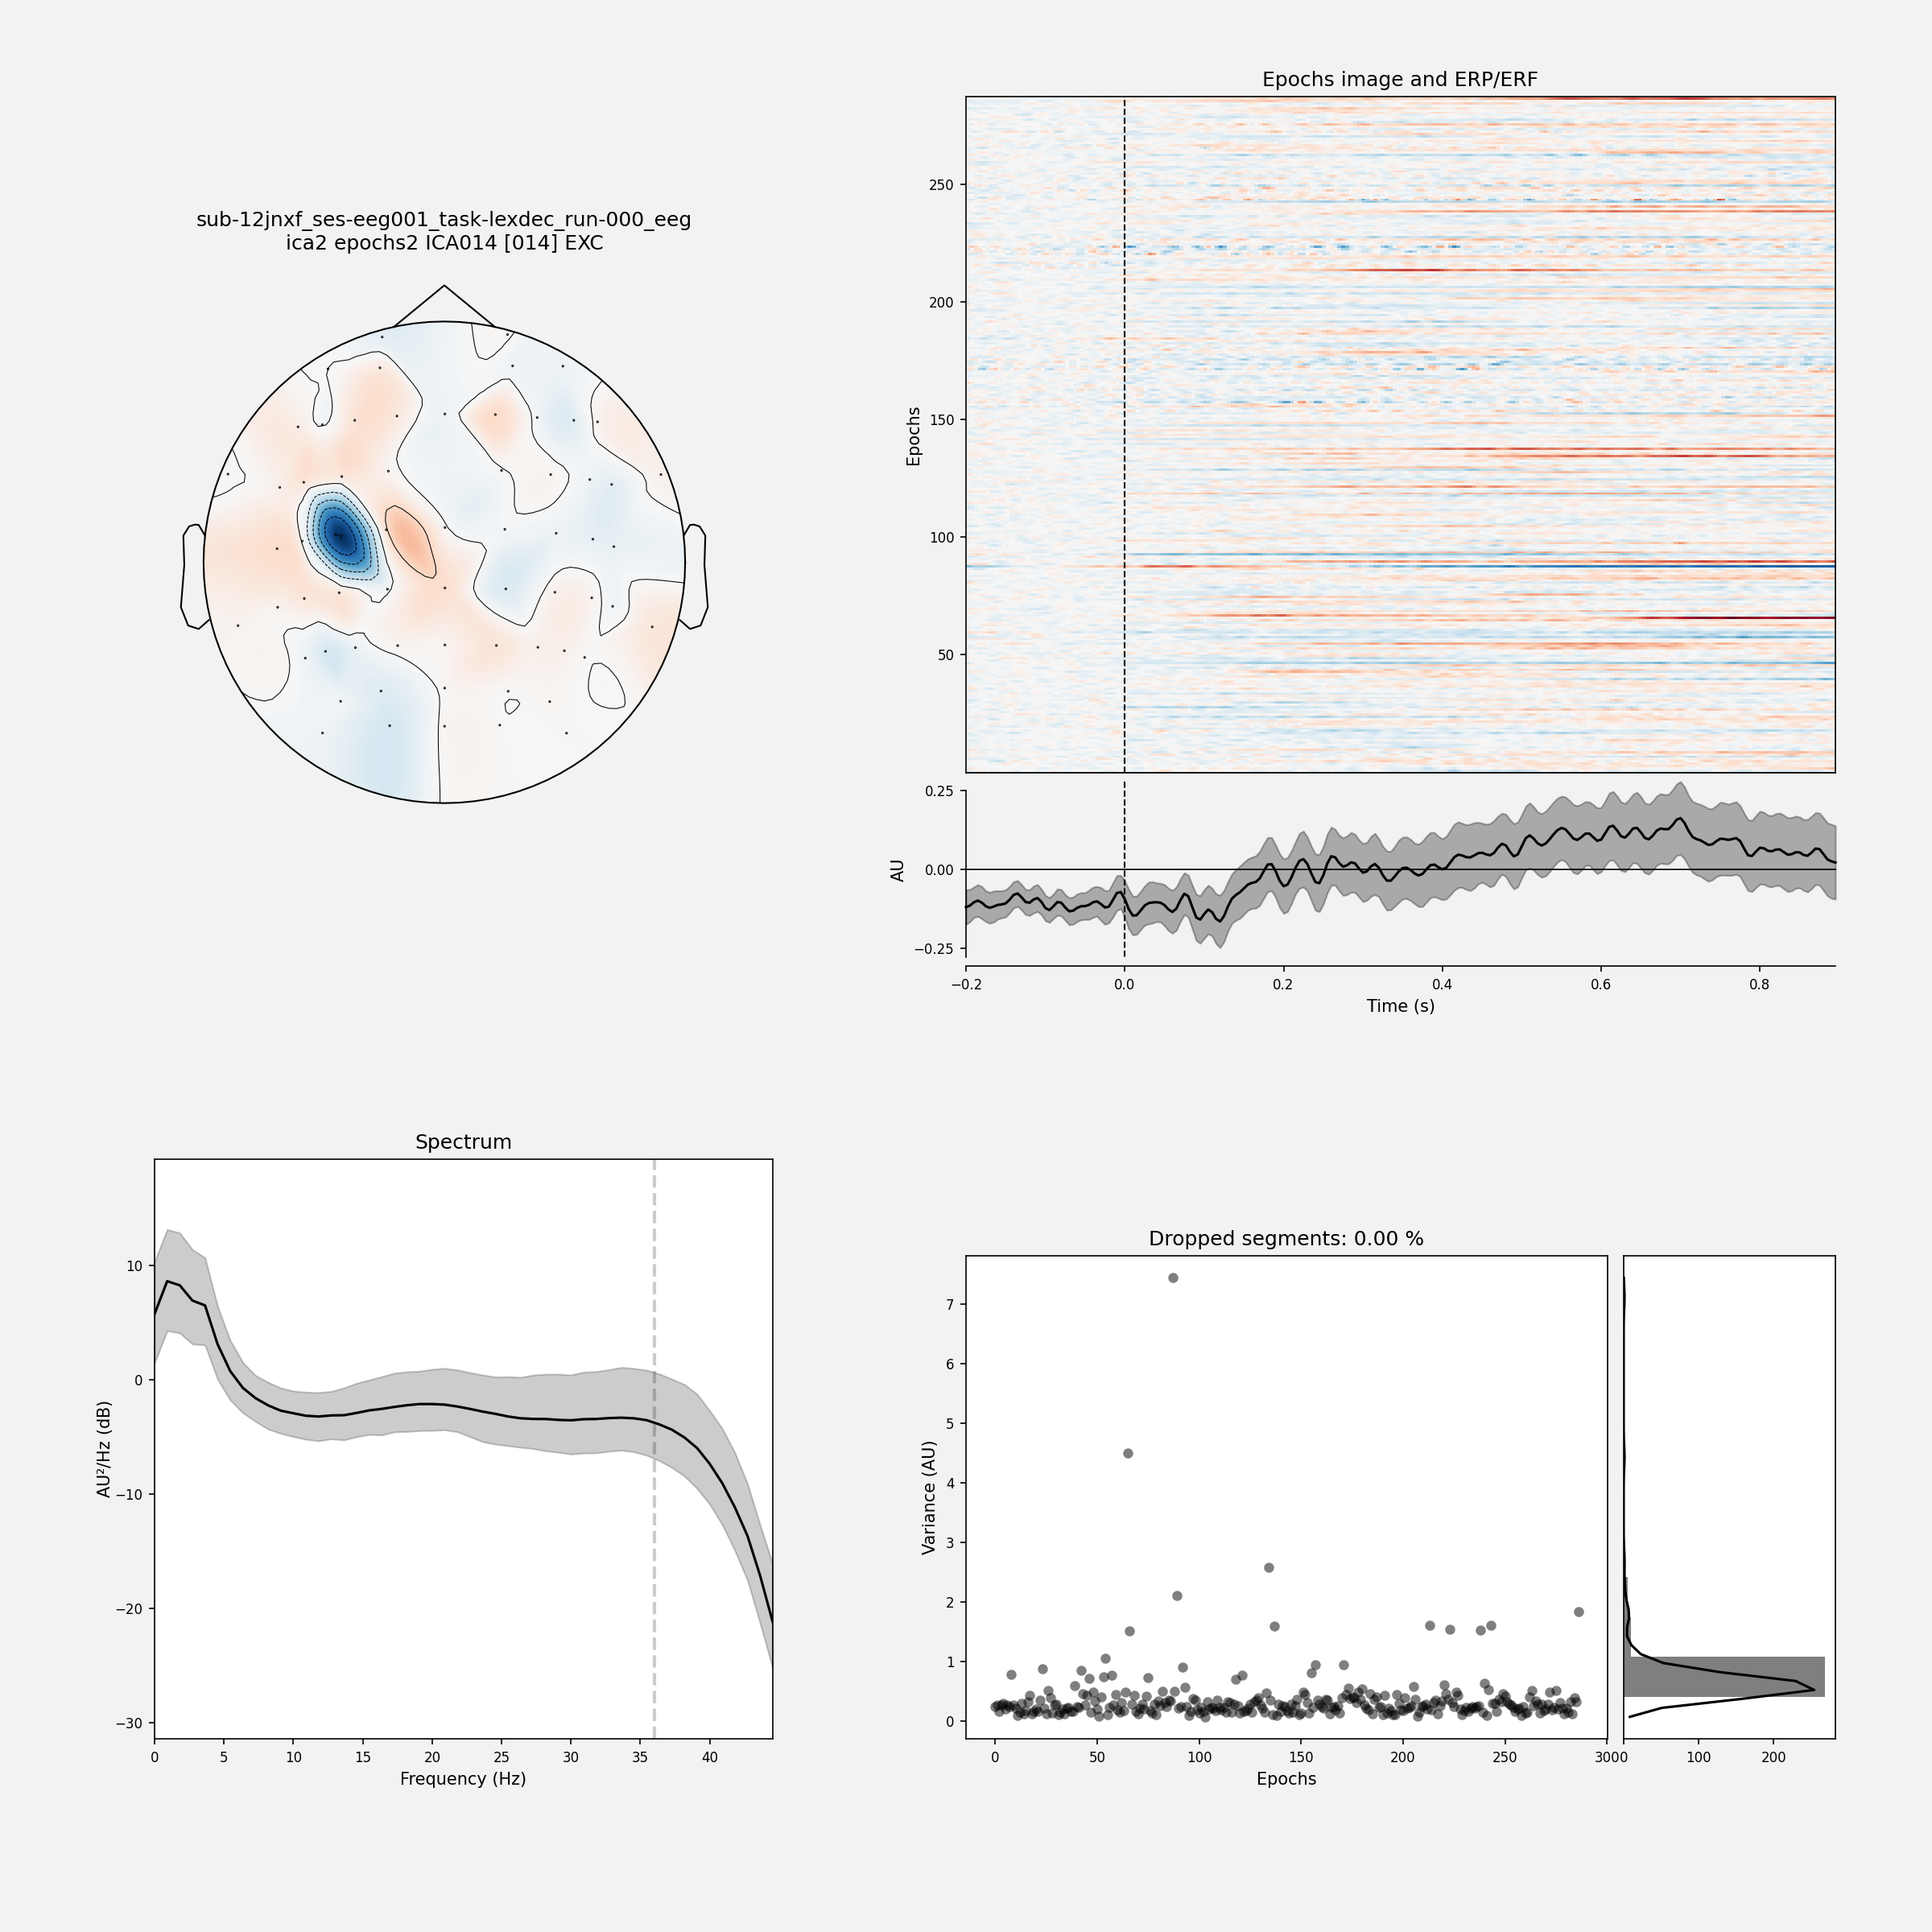 sub-12jnxf_ses-eeg001_task-lexdec_run-000_eeg
ica2 epochs2 ICA014 [014] EXC
Epochs image and ERP/ERF
250
200
150
100
50
Epochs
0.25
0.00
−0.25
AU
−0.2 0.0 0.2 0.4 0.6 0.8
Time (s)
Spectrum
10
0
−10
−20
−30
AU²/Hz (dB)
0 5 10 15 20 25 30 35 40
Frequency (Hz)
Dropped segments: 0.00 %
7
6
5
4
3
2
1
0
Variance (AU)
0 50 100 150 200 250 300
Epochs
0 100 200